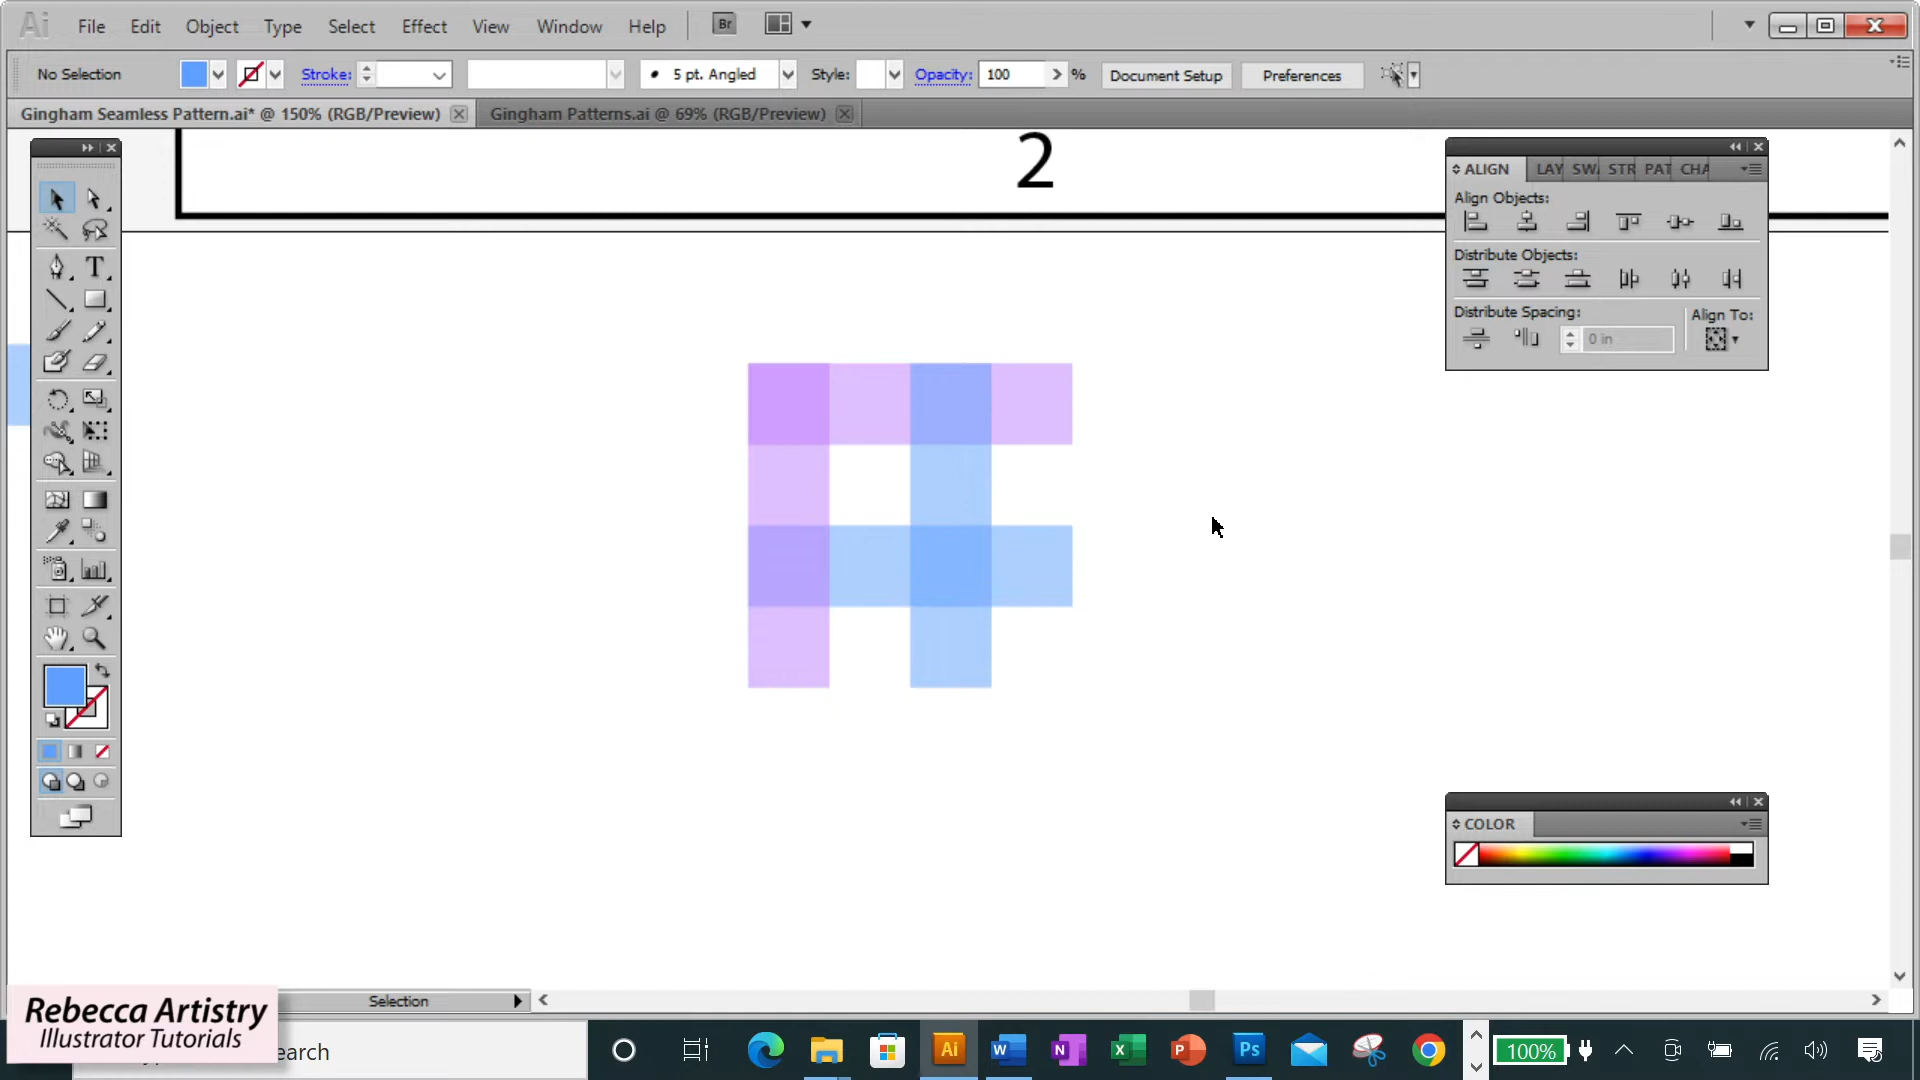 Ai File Edit Object Type Select Effect View Window Help Br
No Selection Stroke: 5 pt. Angled Style: Opacity: 100 % Document Setup Preferences
Gingham Seamless Pattern.ai* @ 150% (RGB/Preview) Gingham Patterns.ai @ 69% (RGB/Preview)
2
ALIGN LAY SWA STR PAT CHA
Align Objects:
Distribute Objects:
Distribute Spacing: Align To:
0 in
T
COLOR
Selection
Rebecca Artistry
Illustrator Tutorials
earch
Ai W N X P Ps 100%